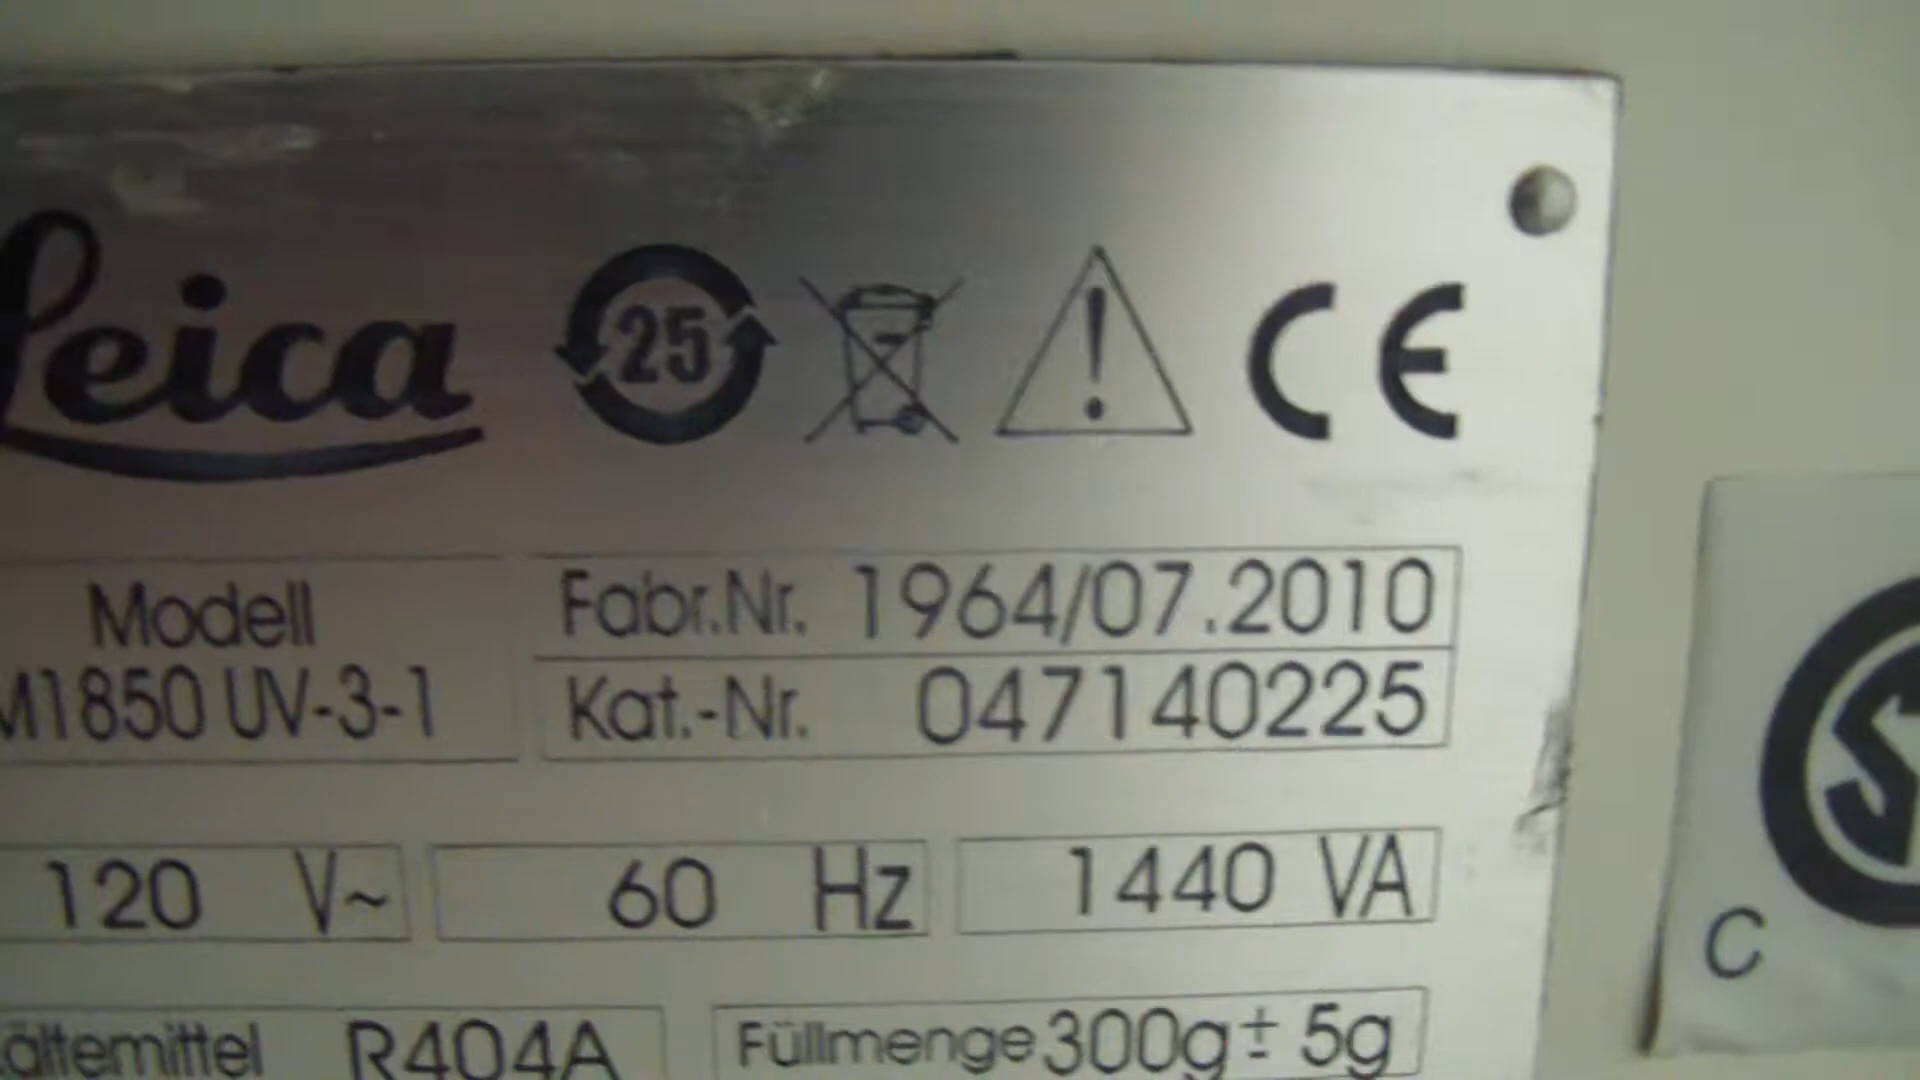 Leica 25 CE
Modell
M1850 UV-3-1
Fabr.Nr. 1964/07.2010
Kat.-Nr. 047140225
120 V~ 60 Hz 1440 VA
ältemittel R404A Füllmenge 300g ± 5g
C